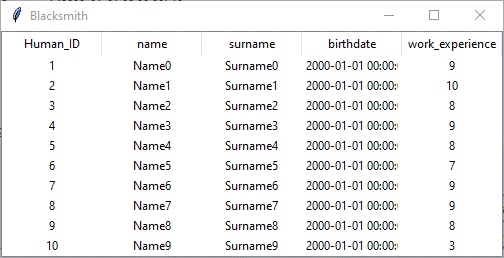 Blacksmith
Human_ID name surname birthdate work_experience
1 Name0 Surname0 2000-01-01 00:00: 9
2 Name1 Surname1 2000-01-01 00:00: 10
3 Name2 Surname2 2000-01-01 00:00: 8
4 Name3 Surname3 2000-01-01 00:00: 9
5 Name4 Surname4 2000-01-01 00:00: 8
6 Name5 Surname5 2000-01-01 00:00: 7
7 Name6 Surname6 2000-01-01 00:00: 9
8 Name7 Surname7 2000-01-01 00:00: 9
9 Name8 Surname8 2000-01-01 00:00: 8
10 Name9 Surname9 2000-01-01 00:00: 3